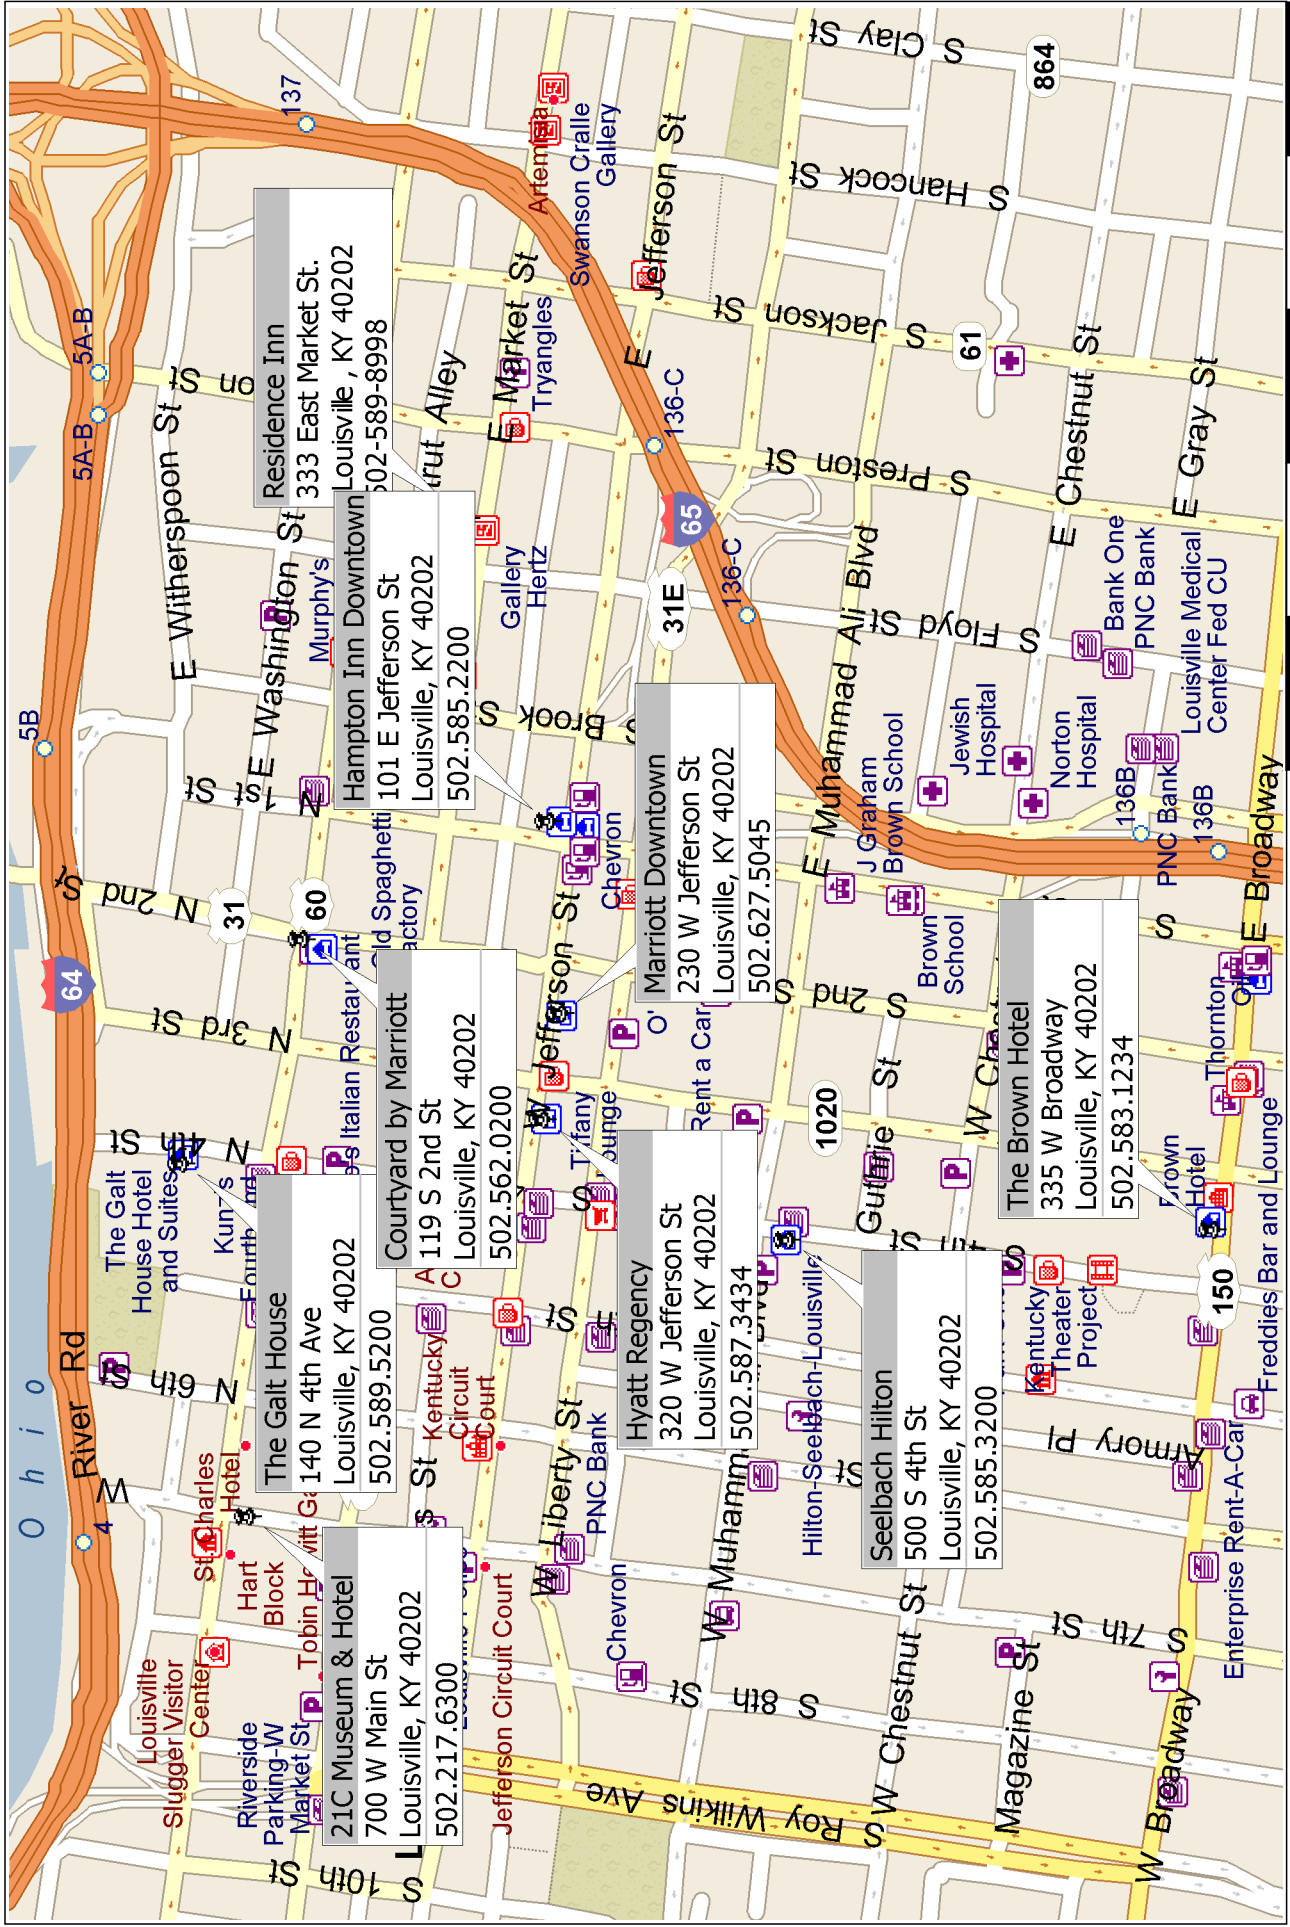 Ohio
W River Rd
64
5B
5A-B
5A-B
137
4
E Witherspoon St
E Washington St
N 1st St
N 2nd St
N 3rd St
N 4th St
N 6th St
31
60
Murphy's
The Galt
House Hotel
and Suites
St. Charles
Hotel
Hart
Block
Louisville
Slugger Visitor
Center
Riverside
Parking-W
Market St
S 10th St
Residence Inn
333 East Market St.
Louisville , KY 40202
502-589-8998
Hampton Inn Downtown
101 E Jefferson St
Louisville, KY 40202
502.585.2200
Courtyard by Marriott
119 S 2nd St
Louisville, KY 40202
502.562.0200
The Galt House
140 N 4th Ave
Louisville, KY 40202
502.589.5200
21C Museum & Hotel
700 W Main St
Louisville, KY 40202
502.217.6300
Marriott Downtown
230 W Jefferson St
Louisville, KY 40202
502.627.5045
Hyatt Regency
320 W Jefferson St
Louisville, KY 40202
502.587.3434
Seelbach Hilton
500 S 4th St
Louisville, KY 40202
502.585.3200
The Brown Hotel
335 W Broadway
Louisville, KY 40202
502.583.1234
E Market St
Tryangles
Artemisia
Swanson Cralle
Gallery
E Jefferson St
Gallery
Hertz
31E
65
136-C
136-C
S Clay St
864
S Hancock St
S Jackson St
61
S Preston St
S Floyd St
S Brook
E Muhammad Ali Blvd
E Chestnut St
E Gray St
Bank One
PNC Bank
Louisville Medical
Center Fed CU
Jewish
Hospital
Norton
Hospital
J Graham
Brown School
Brown
School
136B
PNC Bank
136B
E Broadway
Chevron
W Jefferson St
Kentucky
Circuit
Court
Jefferson Circuit Court
W Liberty St
PNC Bank
Chevron
Tiffany
O'
Rent a Car
S 2nd St
1020
Guthrie St
S 4th St
Hilton-Seelbach-Louisville
W Muhamm
Kentucky
Theater
Project
Armory Pl
Thornton
Oil
Brown
Hotel
150
Freddies Bar and Lounge
Enterprise Rent-A-Car
S 7th St
S 8th St
W Chestnut St
Magazine St
S Roy Wilkins Ave
W Broadway